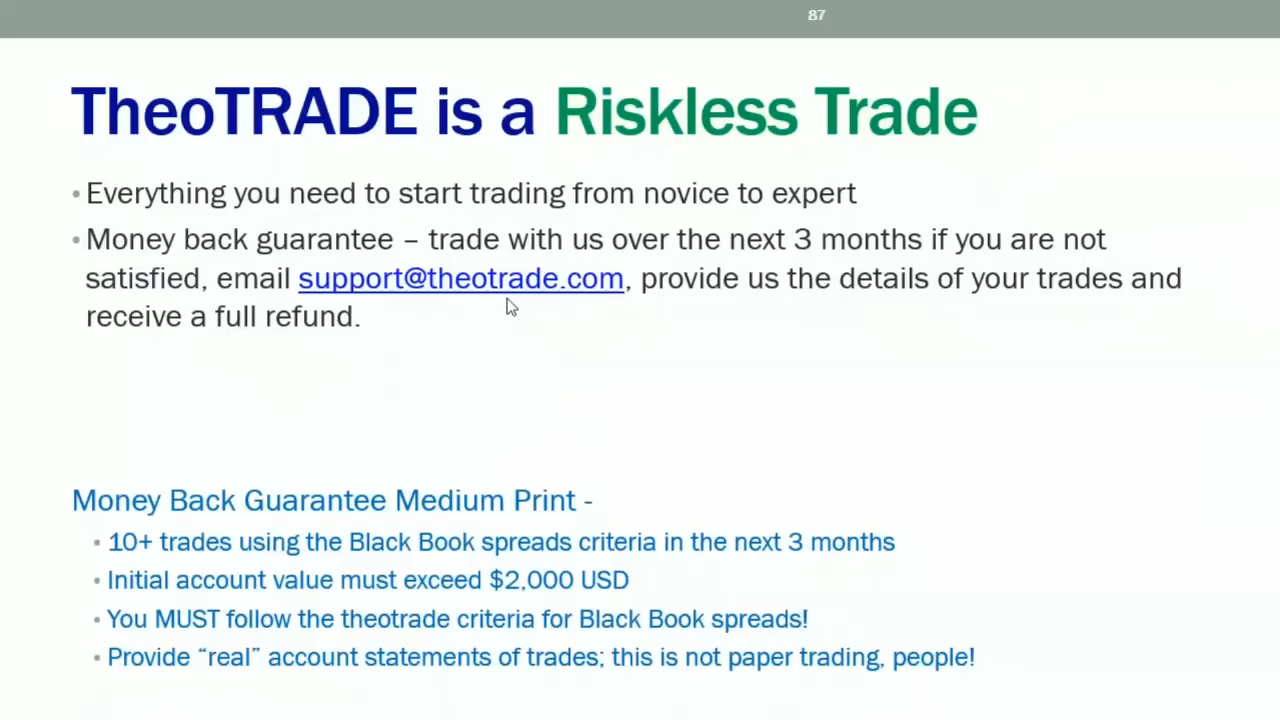 87
TheoTRADE is a Riskless Trade
• Everything you need to start trading from novice to expert
• Money back guarantee – trade with us over the next 3 months if you are not
satisfied, email support@theotrade.com, provide us the details of your trades and
receive a full refund.
Money Back Guarantee Medium Print -
• 10+ trades using the Black Book spreads criteria in the next 3 months
• Initial account value must exceed $2,000 USD
• You MUST follow the theotrade criteria for Black Book spreads!
• Provide “real” account statements of trades; this is not paper trading, people!